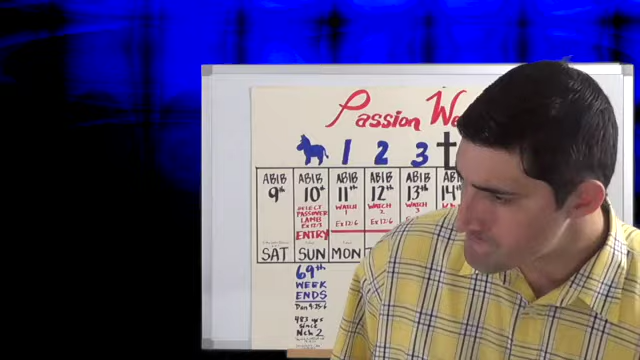 Passion We
1 2 3
ABIB ABIB ABIB ABIB ABIB ABI
9th 10th 11th 12th 13th 14th
SELECT PASSOVER LAMB Ex 12:3
WATCH 1 WATCH 2 WATCH 3
Ex 12:6 Ex 12:6
ENTRY
SAT SUN MON T
69th
WEEK
ENDS
Dan 9:25-6
483 yrs
since
Neh 2